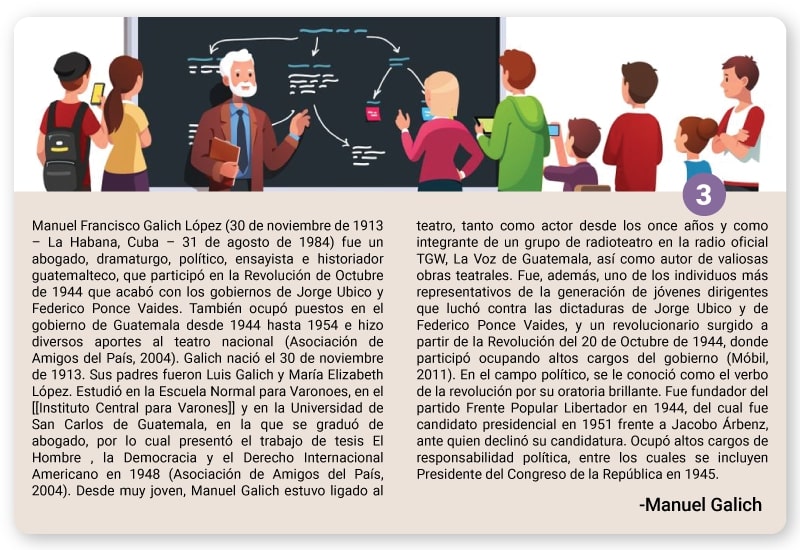 3
Manuel Francisco Galich López (30 de noviembre de 1913
– La Habana, Cuba – 31 de agosto de 1984) fue un
abogado, dramaturgo, político, ensayista e historiador
guatemalteco, que participó en la Revolución de Octubre
de 1944 que acabó con los gobiernos de Jorge Ubico y
Federico Ponce Vaides. También ocupó puestos en el
gobierno de Guatemala desde 1944 hasta 1954 e hizo
diversos aportes al teatro nacional (Asociación de
Amigos del País, 2004). Galich nació el 30 de noviembre
de 1913. Sus padres fueron Luis Galich y María Elizabeth
López. Estudió en la Escuela Normal para Varonoes, en el
[[Instituto Central para Varones]] y en la Universidad de
San Carlos de Guatemala, en la que se graduó de
abogado, por lo cual presentó el trabajo de tesis El
Hombre , la Democracia y el Derecho Internacional
Americano en 1948 (Asociación de Amigos del País,
2004). Desde muy joven, Manuel Galich estuvo ligado al
teatro, tanto como actor desde los once años y como
integrante de un grupo de radioteatro en la radio oficial
TGW, La Voz de Guatemala, así como autor de valiosas
obras teatrales. Fue, además, uno de los individuos más
representativos de la generación de jóvenes dirigentes
que luchó contra las dictaduras de Jorge Ubico y de
Federico Ponce Vaides, y un revolucionario surgido a
partir de la Revolución del 20 de Octubre de 1944, donde
participó ocupando altos cargos del gobierno (Móbil,
2011). En el campo político, se le conoció como el verbo
de la revolución por su oratoria brillante. Fue fundador del
partido Frente Popular Libertador en 1944, del cual fue
candidato presidencial en 1951 frente a Jacobo Árbenz,
ante quien declinó su candidatura. Ocupó altos cargos de
responsabilidad política, entre los cuales se incluyen
Presidente del Congreso de la República en 1945.
-Manuel Galich